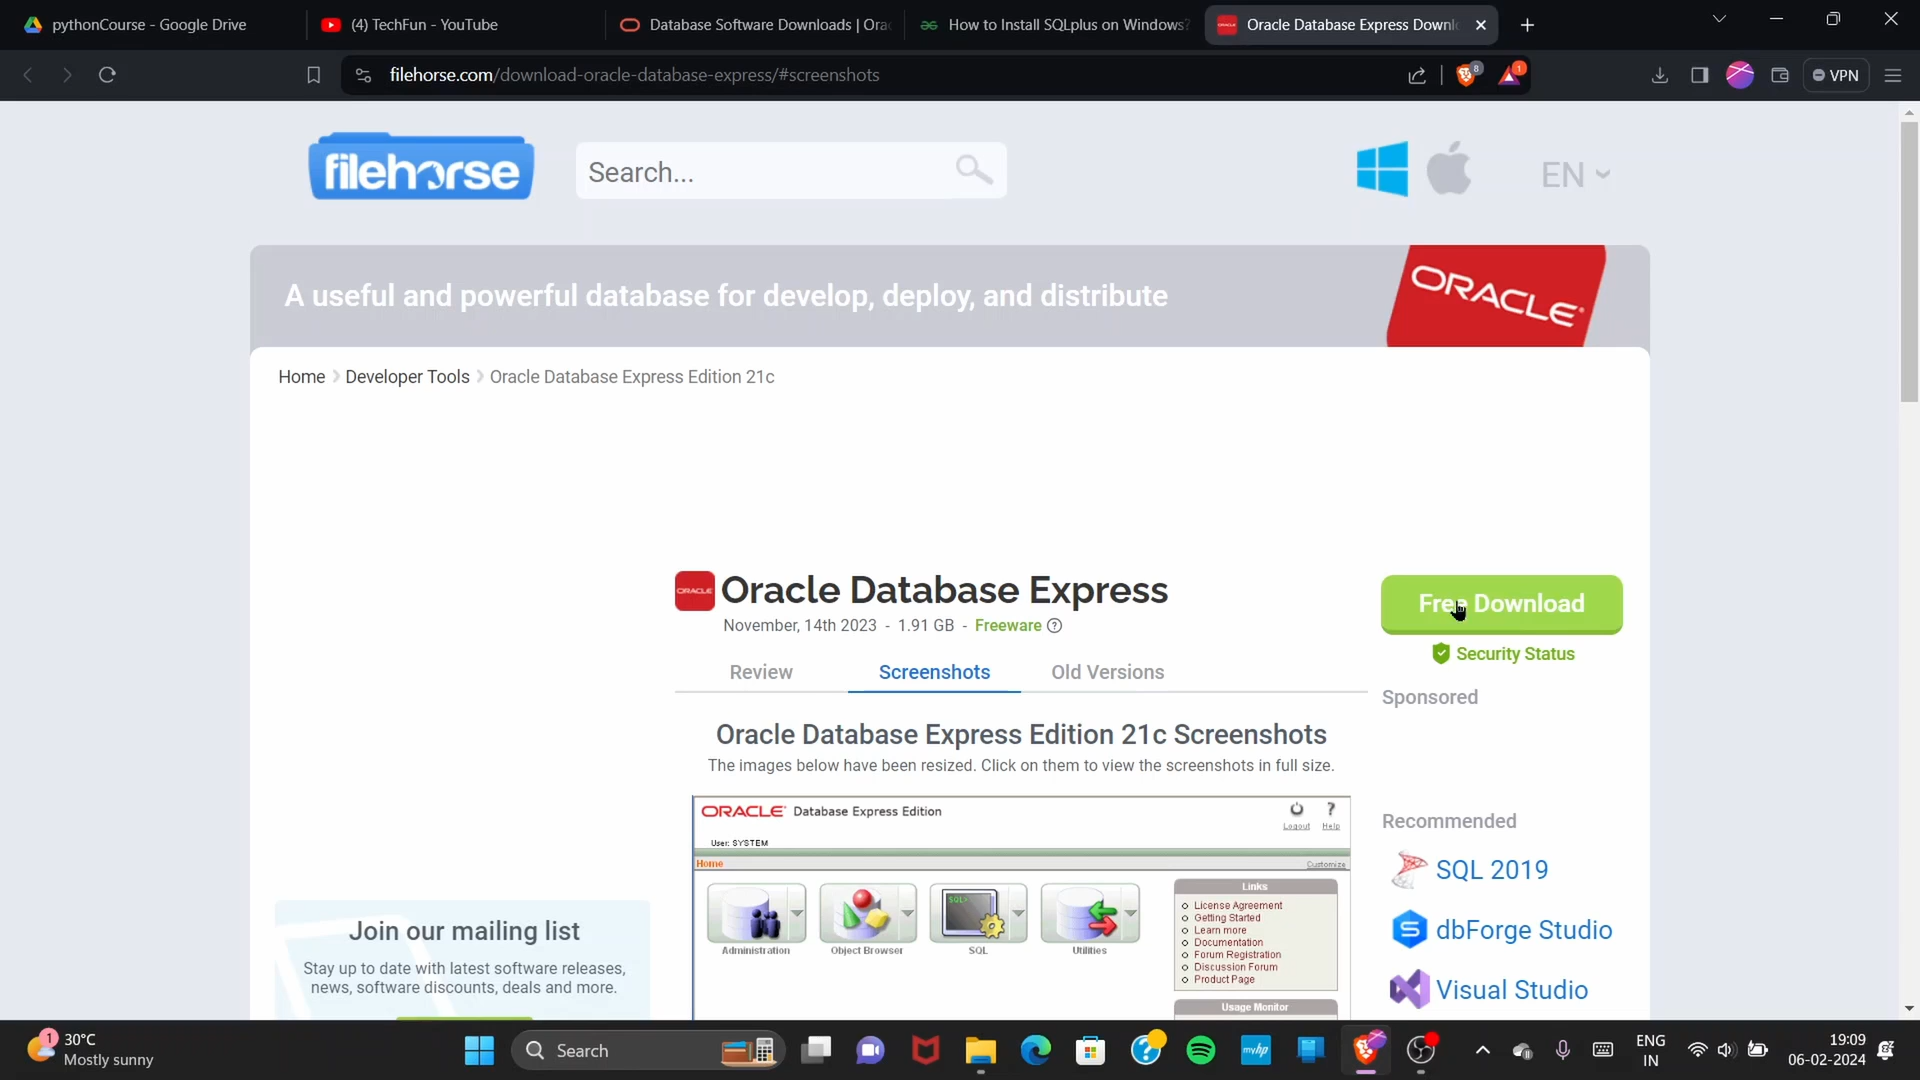 pythonCourse - Google Drive
(4) TechFun - YouTube
Database Software Downloads | Ora
How to Install SQLplus on Windows?
Oracle Database Express Downl
filehorse.com/download-oracle-database-express/#screenshots
8
1
VPN
filehorse
Search...
EN
A useful and powerful database for develop, deploy, and distribute
ORACLE
Home
Developer Tools
Oracle Database Express Edition 21c
ORACLE
Oracle Database Express
November, 14th 2023 - 1.91 GB - Freeware ?
Free Download
Security Status
Review
Screenshots
Old Versions
Sponsored
Oracle Database Express Edition 21c Screenshots
The images below have been resized. Click on them to view the screenshots in full size.
ORACLE Database Express Edition
Logout
Help
User: SYSTEM
Home
Customize
Administration
Object Browser
SQL>
SQL
Utilities
Links
License Agreement
Getting Started
Learn more
Documentation
Forum Registration
Discussion Forum
Product Page
Usage Monitor
Recommended
SQL 2019
dbForge Studio
Visual Studio
Join our mailing list
Stay up to date with latest software releases,
news, software discounts, deals and more.
1
30°C
Mostly sunny
Search
myhp
ENG
IN
19:09
06-02-2024